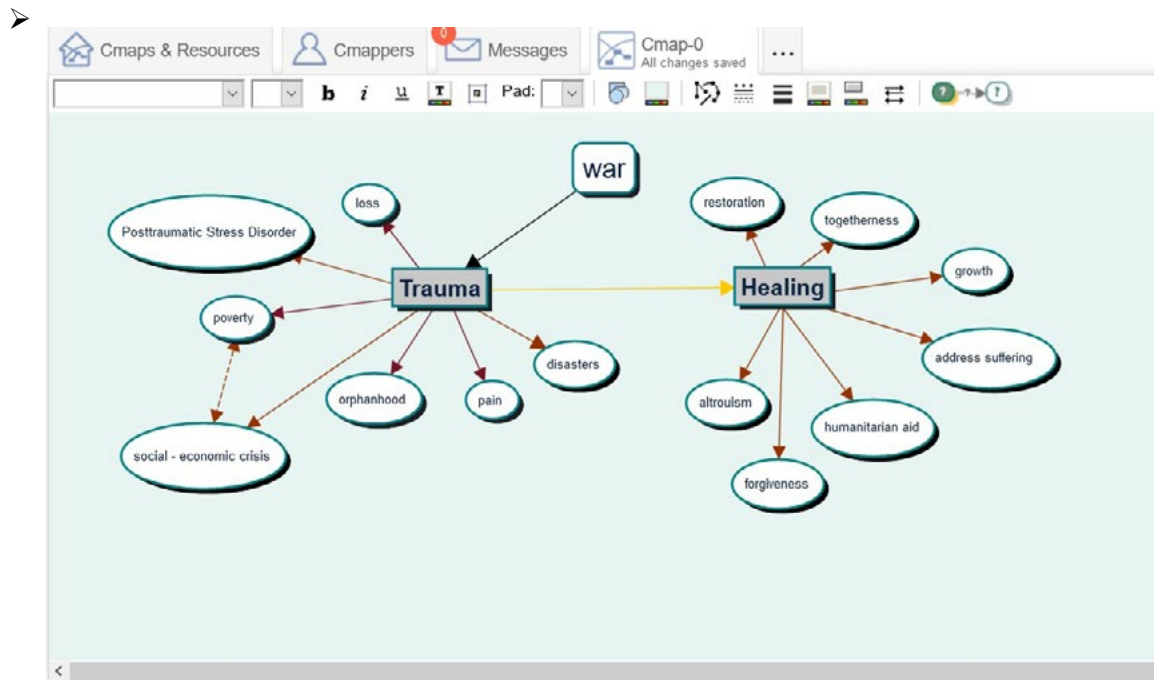 Cmaps & Resources
Cmappers
0
Messages
Cmap-0
All changes saved
...
b i u T Pad:
? ? ?
war
loss
restoration
togetherness
Posttraumatic Stress Disorder
growth
Trauma
Healing
poverty
address suffering
disasters
orphanhood
pain
altrouism
humanitarian aid
social - economic crisis
forgiveness